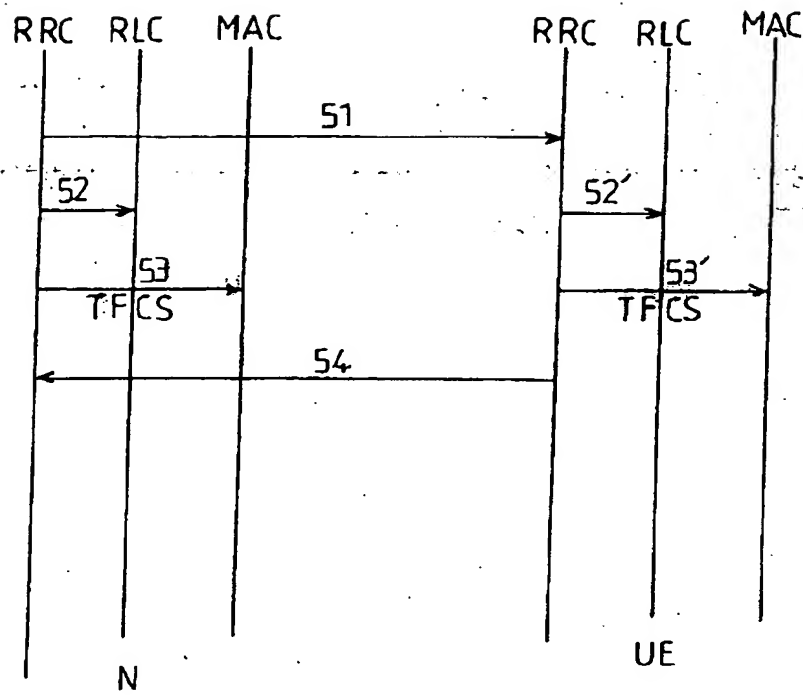 RRC RLC MAC RRC RLC MAC
51
52 52′
53 53′
TFCS TFCS
54
N UE